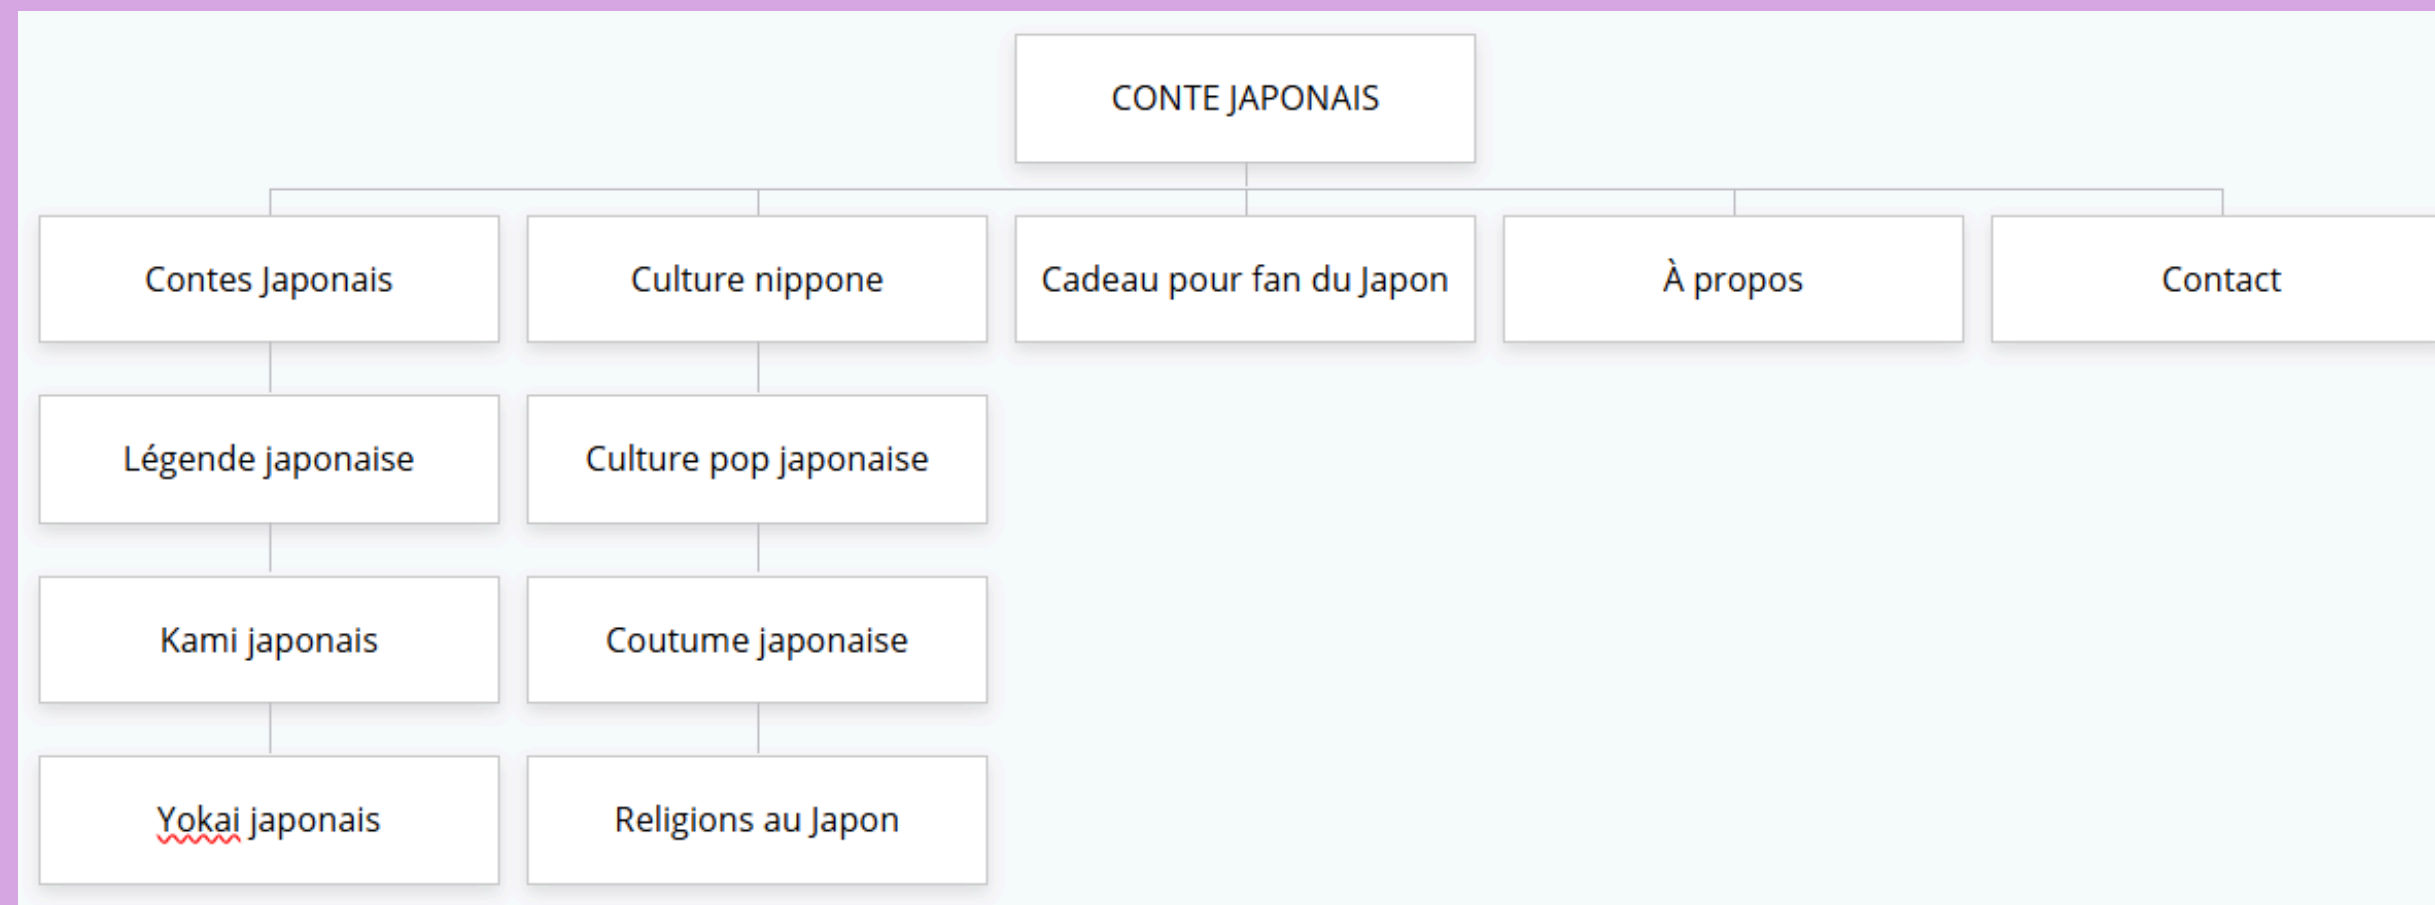 CONTE JAPONAIS
Contes Japonais
Culture nippone
Cadeau pour fan du Japon
À propos
Contact
Légende japonaise
Culture pop japonaise
Kami japonais
Coutume japonaise
Yokai japonais
Religions au Japon